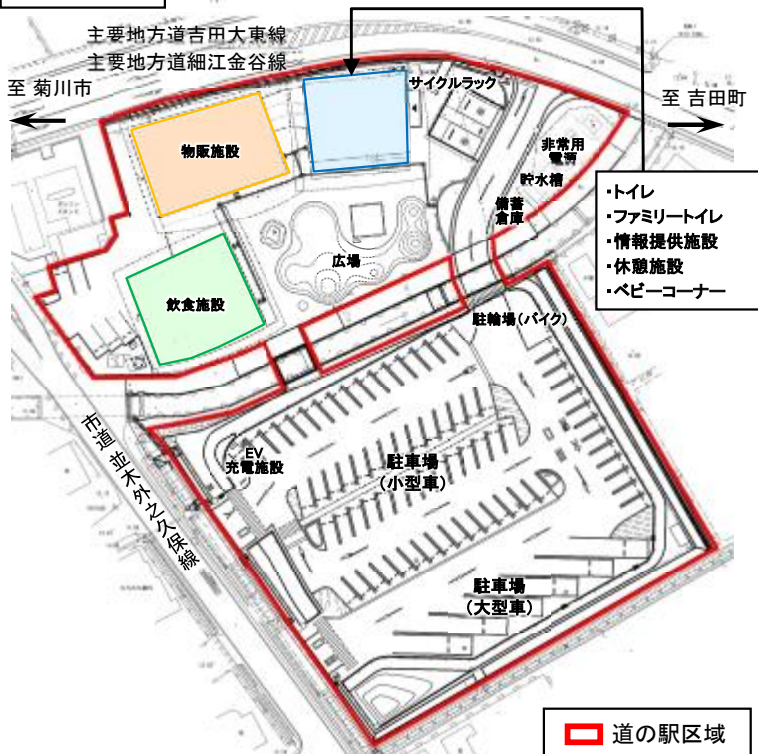 主要地方道吉田大東線
主要地方道細江金谷線
至 菊川市
至 吉田町
サイクルラック
物販施設
非常用
電源
貯水槽
備蓄
倉庫
・トイレ
・ファミリートイレ
・情報提供施設
・休憩施設
・ベビーコーナー
広場
飲食施設
駐輪場(バイク)
市道 並木外之久保線
EV
充電施設
駐車場
(小型車)
駐車場
(大型車)
道の駅区域